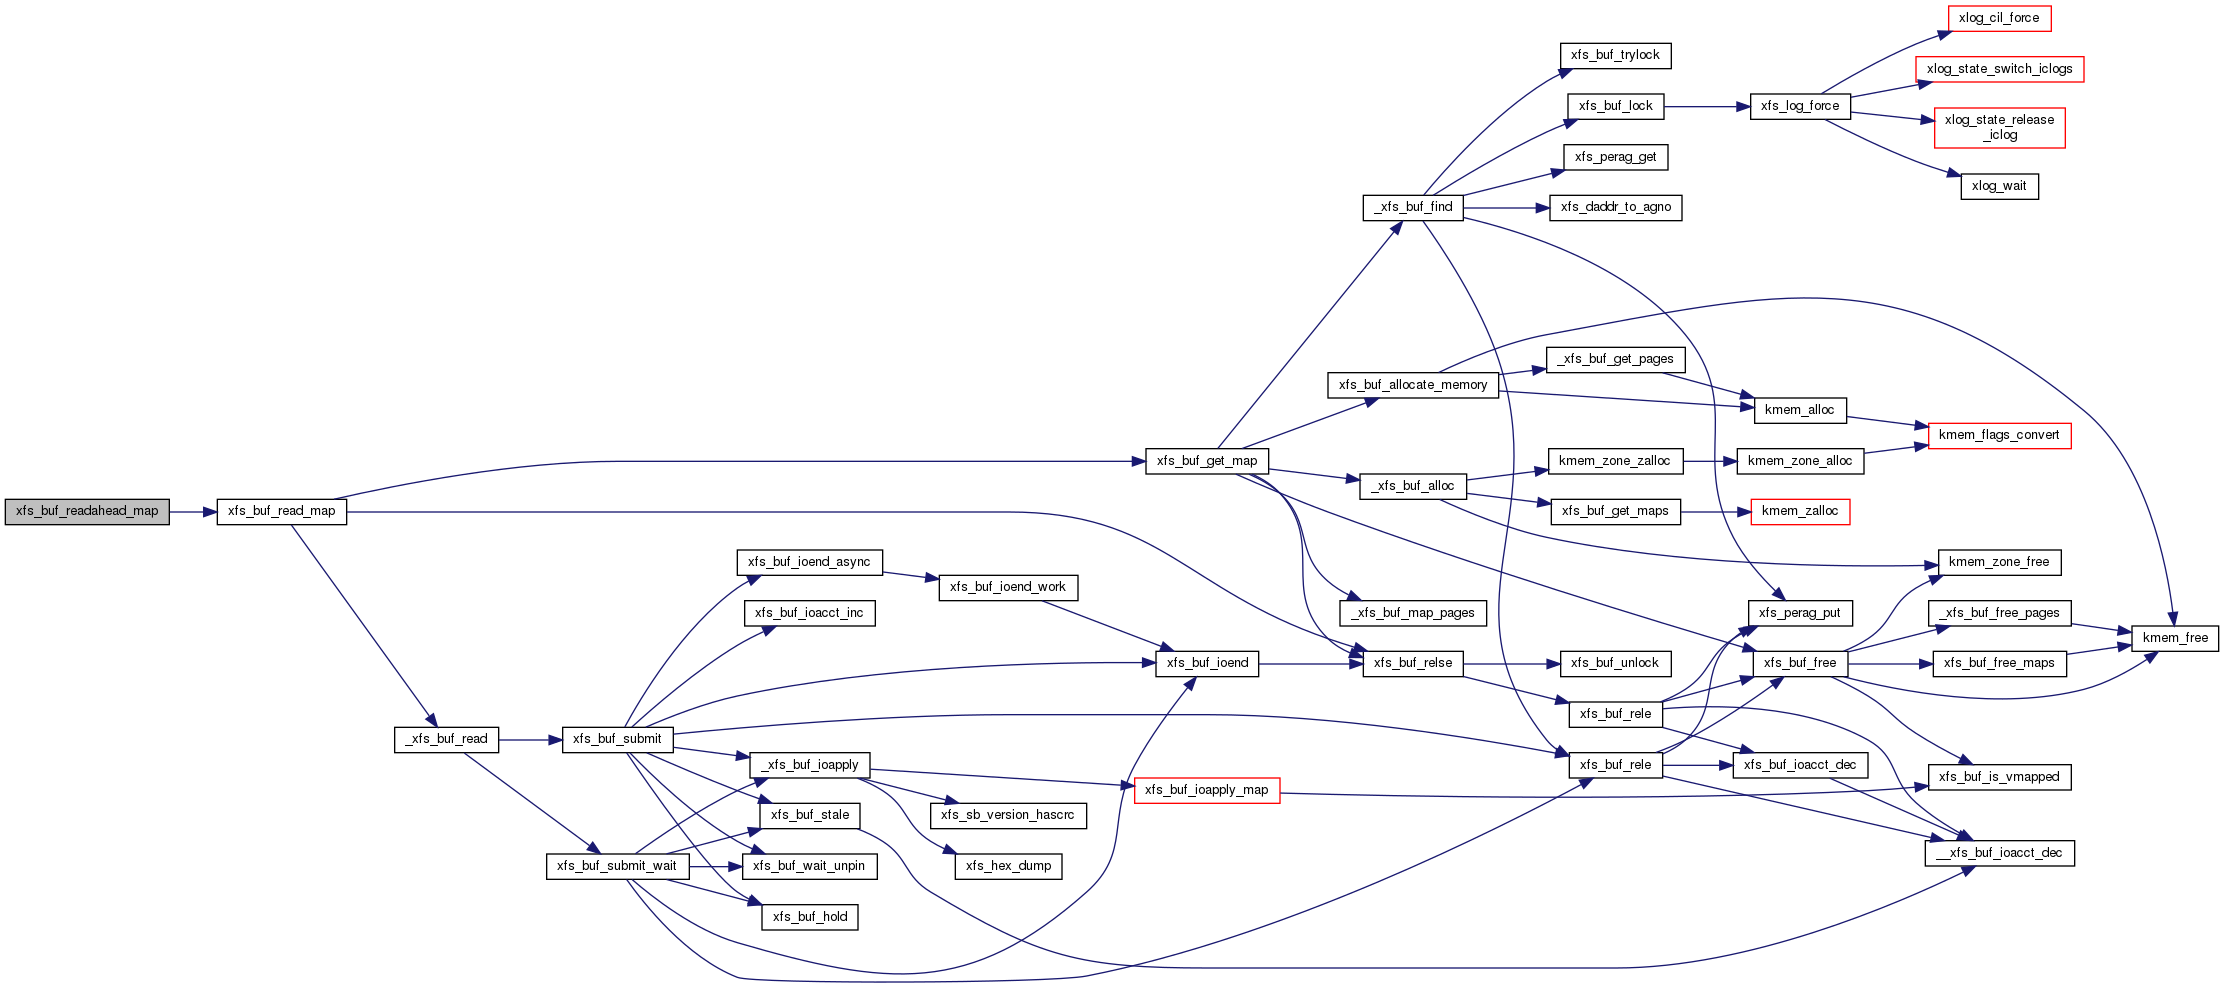 xlog_cil_force
xfs_buf_trylock
xlog_state_switch_iclogs
xfs_buf_lock
xfs_log_force
xlog_state_release
_iclog
xfs_perag_get
xlog_wait
_xfs_buf_find
xfs_daddr_to_agno
_xfs_buf_get_pages
xfs_buf_allocate_memory
kmem_alloc
kmem_flags_convert
xfs_buf_get_map
kmem_zone_zalloc
kmem_zone_alloc
_xfs_buf_alloc
xfs_buf_readahead_map
xfs_buf_read_map
xfs_buf_get_maps
kmem_zalloc
xfs_buf_ioend_async
kmem_zone_free
xfs_buf_ioend_work
xfs_buf_ioacct_inc
_xfs_buf_map_pages
xfs_perag_put
_xfs_buf_free_pages
kmem_free
xfs_buf_ioend
xfs_buf_relse
xfs_buf_unlock
xfs_buf_free
xfs_buf_free_maps
xfs_buf_rele
_xfs_buf_read
xfs_buf_submit
_xfs_buf_ioapply
xfs_buf_rele
xfs_buf_ioacct_dec
xfs_buf_is_vmapped
xfs_buf_ioapply_map
xfs_buf_stale
xfs_sb_version_hascrc
xfs_buf_submit_wait
xfs_buf_wait_unpin
xfs_hex_dump
__xfs_buf_ioacct_dec
xfs_buf_hold